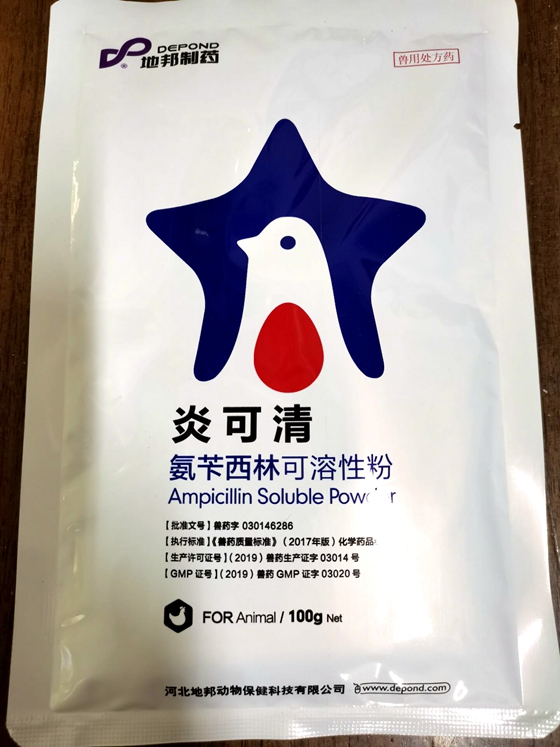 DEPOND
地邦制药
兽用处方药
炎可清
氨苄西林可溶性粉
Ampicillin Soluble Powder
【批准文号】兽药字 030146286
【执行标准】《兽药质量标准》（2017年版）化学药品
【生产许可证号】（2019）兽药生产证字 03014 号
【GMP 证号】（2019）兽药 GMP 证字 03020 号
FOR Animal / 100g Net
河北地邦动物保健科技有限公司 www.depond.com